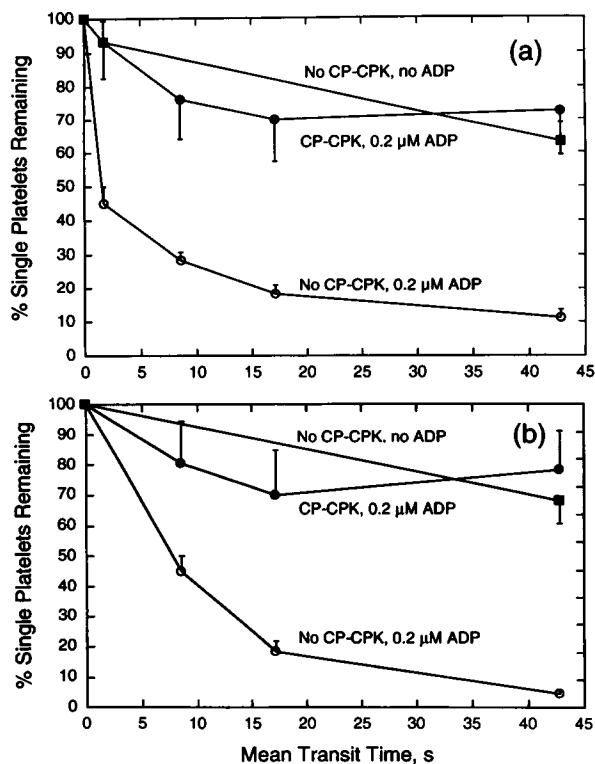 100
90
80
70
60
50
40
30
20
10
0
% Single Platelets Remaining
(a)
No CP-CPK, no ADP
CP-CPK, 0.2 µM ADP
No CP-CPK, 0.2 µM ADP
0 5 10 15 20 25 30 35 40 45
100
90
80
70
60
50
40
30
20
10
0
% Single Platelets Remaining
(b)
No CP-CPK, no ADP
CP-CPK, 0.2 µM ADP
No CP-CPK, 0.2 µM ADP
0 5 10 15 20 25 30 35 40 45
Mean Transit Time, s